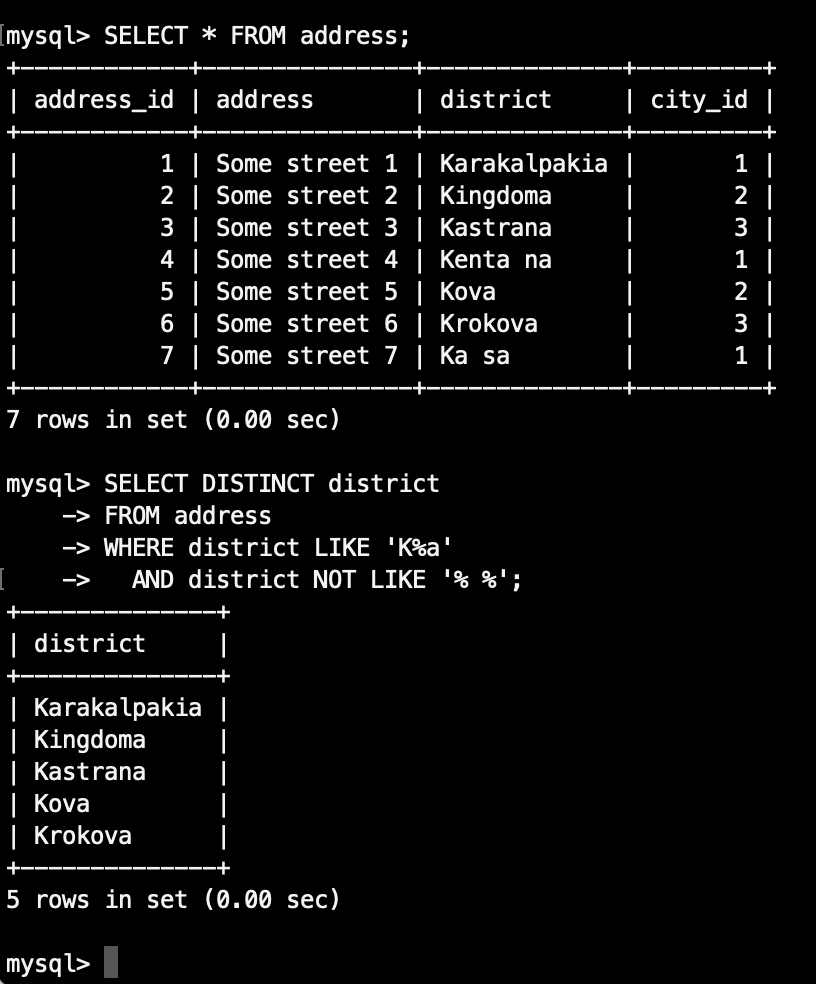 mysql> SELECT * FROM address;
+------------+---------------+--------------+---------+
| address_id | address       | district     | city_id |
+------------+---------------+--------------+---------+
|          1 | Some street 1 | Karakalpakia |       1 |
|          2 | Some street 2 | Kingdoma     |       2 |
|          3 | Some street 3 | Kastrana     |       3 |
|          4 | Some street 4 | Kenta na     |       1 |
|          5 | Some street 5 | Kova         |       2 |
|          6 | Some street 6 | Krokova      |       3 |
|          7 | Some street 7 | Ka sa        |       1 |
+------------+---------------+--------------+---------+
7 rows in set (0.00 sec)

mysql> SELECT DISTINCT district
    -> FROM address
    -> WHERE district LIKE 'K%a'
    ->   AND district NOT LIKE '% %';
+--------------+
| district     |
+--------------+
| Karakalpakia |
| Kingdoma     |
| Kastrana     |
| Kova         |
| Krokova      |
+--------------+
5 rows in set (0.00 sec)

mysql>